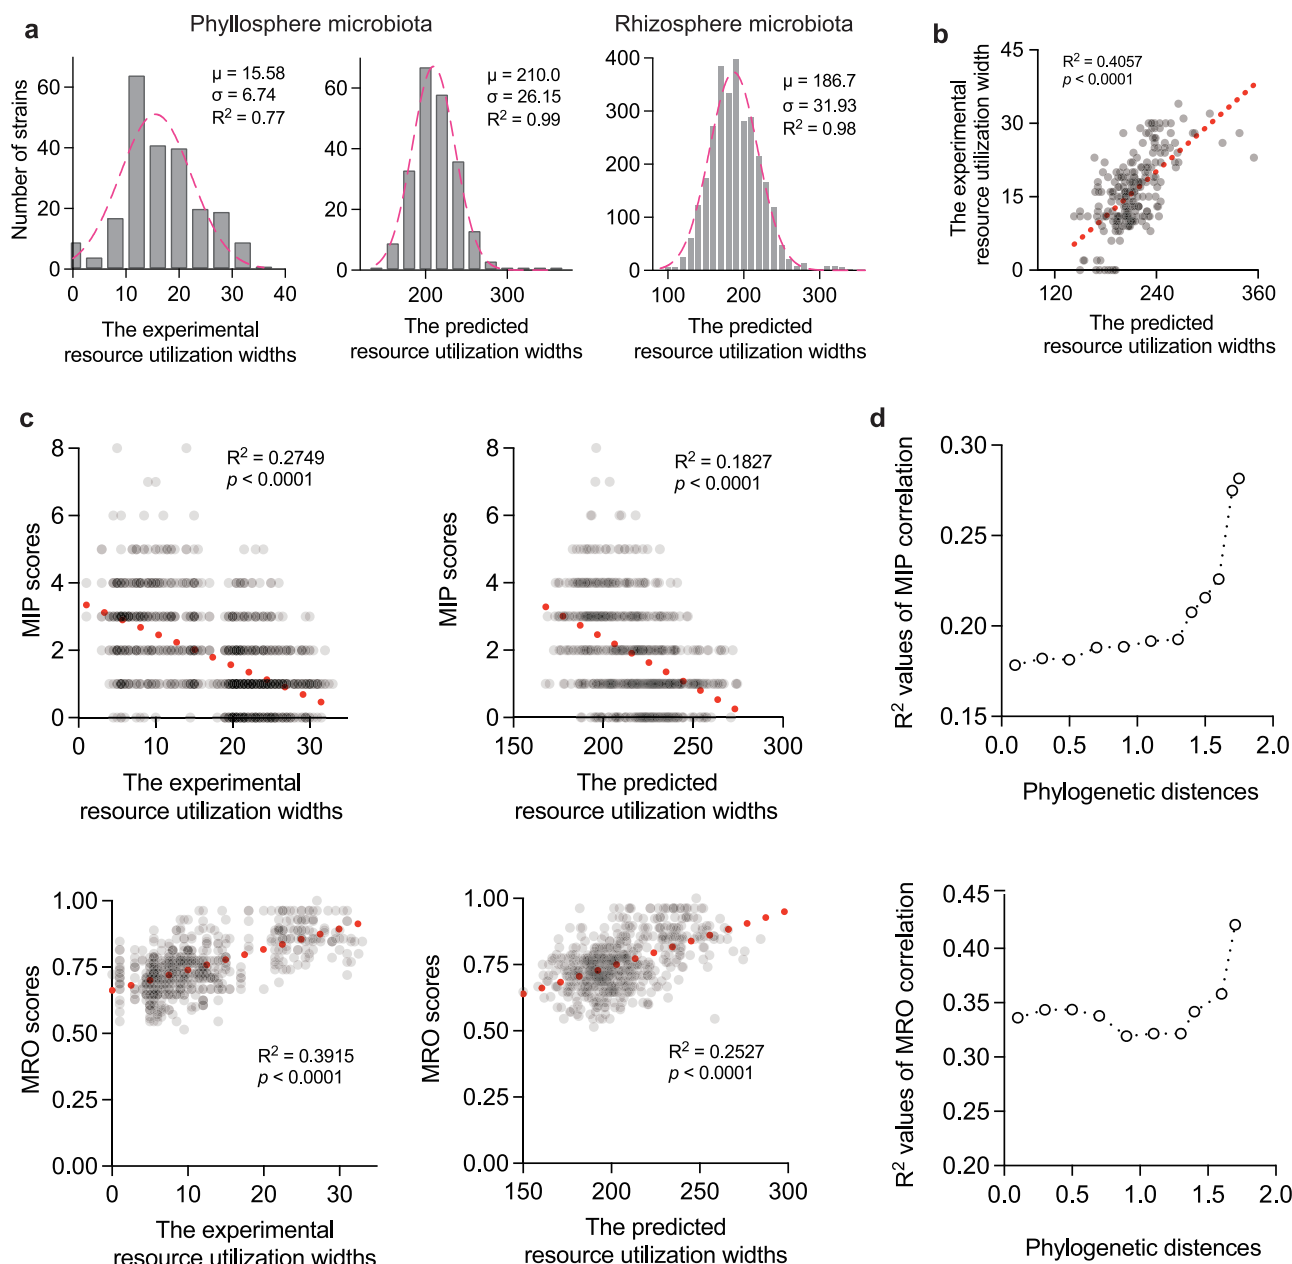 a
Phyllosphere microbiota
Rhizosphere microbiota
Number of strains
60
40
20
0
μ = 15.58
σ = 6.74
R² = 0.77
0 10 20 30 40
The experimental
resource utilization widths
60
40
20
0
μ = 210.0
σ = 26.15
R² = 0.99
200 300
The predicted
resource utilization widths
400
300
200
100
0
μ = 186.7
σ = 31.93
R² = 0.98
100 200 300
The predicted
resource utilization widths
b
The experimental
resource utilization width
45
30
15
0
R² = 0.4057
p < 0.0001
120 240 360
The predicted
resource utilization widths
c
MIP scores
8
6
4
2
0
R² = 0.2749
p < 0.0001
0 10 20 30
The experimental
resource utilization widths
MIP scores
8
6
4
2
0
R² = 0.1827
p < 0.0001
150 200 250 300
The predicted
resource utilization widths
d
R² values of MIP correlation
0.30
0.25
0.20
0.15
0.0 0.5 1.0 1.5 2.0
Phylogenetic distences
MRO scores
1.00
0.75
0.50
0.25
0.00
R² = 0.3915
p < 0.0001
0 10 20 30
The experimental
resource utilization widths
MRO scores
1.00
0.75
0.50
0.25
0.00
R² = 0.2527
p < 0.0001
150 200 250 300
The predicted
resource utilization widths
R² values of MRO correlation
0.45
0.40
0.35
0.30
0.25
0.20
0.0 0.5 1.0 1.5 2.0
Phylogenetic distences